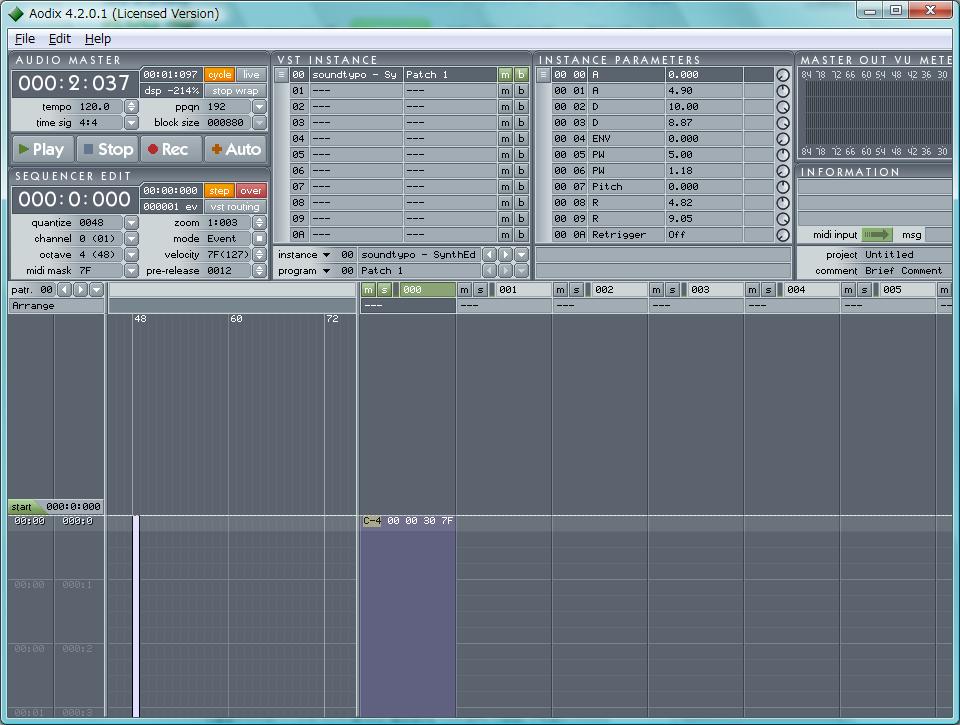 Aodix 4.2.0.1 (Licensed Version)
File Edit Help
AUDIO MASTER
000:2:037
00:01:097 cycle live
dsp -214% stop wrap
tempo 120.0 ppqn 192
time sig 4:4 block size 000880
Play Stop Rec Auto
SEQUENCER EDIT
000:0:000
00:00:000 step over
000001 ev vst routing
quantize 0048 zoom 1:003
channel 0 (01) mode Event
octave 4 (48) velocity 7F(127)
midi mask 7F pre-release 0012
VST INSTANCE
00 soundtypo - Sy Patch 1 m b
01 --- --- m b
02 --- --- m b
03 --- --- m b
04 --- --- m b
05 --- --- m b
06 --- --- m b
07 --- --- m b
08 --- --- m b
09 --- --- m b
0A --- --- m b
instance 00 soundtypo - SynthEd
program 00 Patch 1
INSTANCE PARAMETERS
00 00 A 0.000
00 01 A 4.90
00 02 D 10.00
00 03 D 8.87
00 04 ENV 0.000
00 05 PW 5.00
00 06 PW 1.18
00 07 Pitch 0.000
00 08 R 4.82
00 09 R 9.05
00 0A Retrigger Off
MASTER OUT VU METE
84 78 72 66 60 54 48 42 36 30
84 78 72 66 60 54 48 42 36 30
INFORMATION
midi input msg
project Untitled
comment Brief Comment
patr. 00
Arrange
m s 000 m s 001 m s 002 m s 003 m s 004 m s 005 m
--- --- --- --- --- ---
48 60 72
start 000:0:000
00:00 000:0
C-4 00 00 30 7F
00:00 000:1
00:00 000:2
00:01 000:3